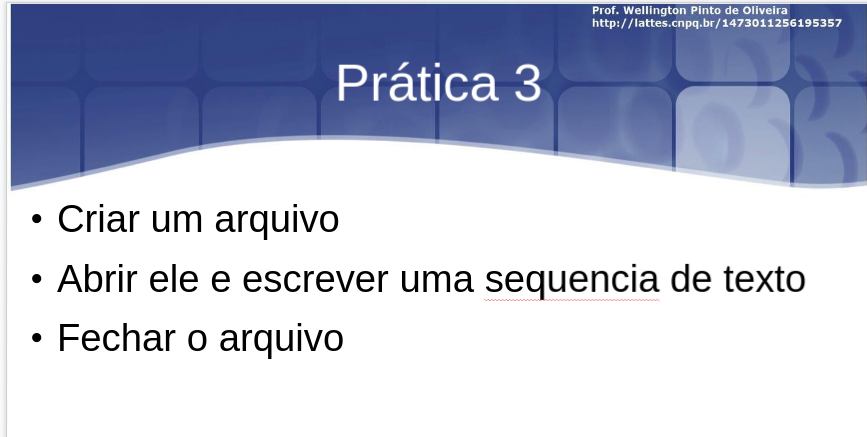 Prof. Wellington Pinto de Oliveira
http://lattes.cnpq.br/1473011256195357
Prática 3
• Criar um arquivo
• Abrir ele e escrever uma sequencia de texto
• Fechar o arquivo